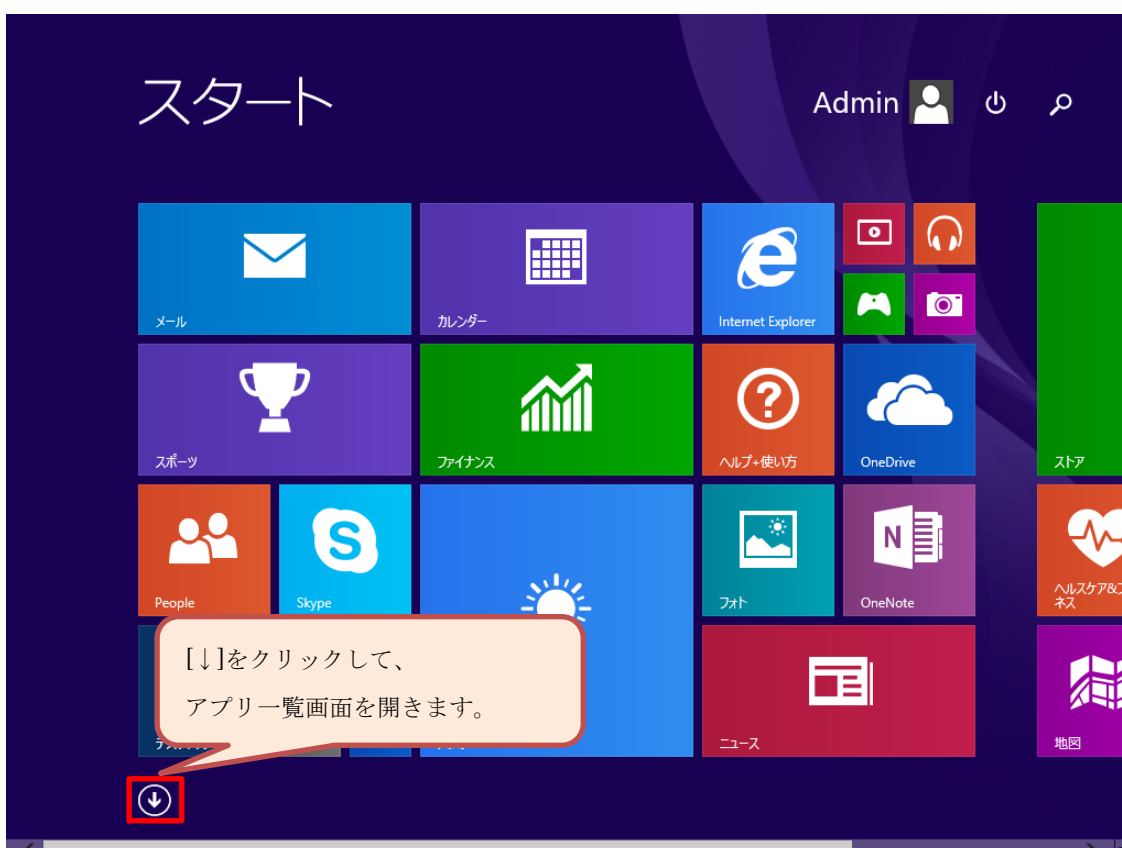 スタート
Admin
メール
カレンダー
Internet Explorer
スポーツ
ファイナンス
ヘルプ+使い方
OneDrive
ストア
People
Skype
フォト
OneNote
ヘルスケア&フ
ネス
[↓]をクリックして、
アプリ一覧画面を開きます。
ニュース
地図